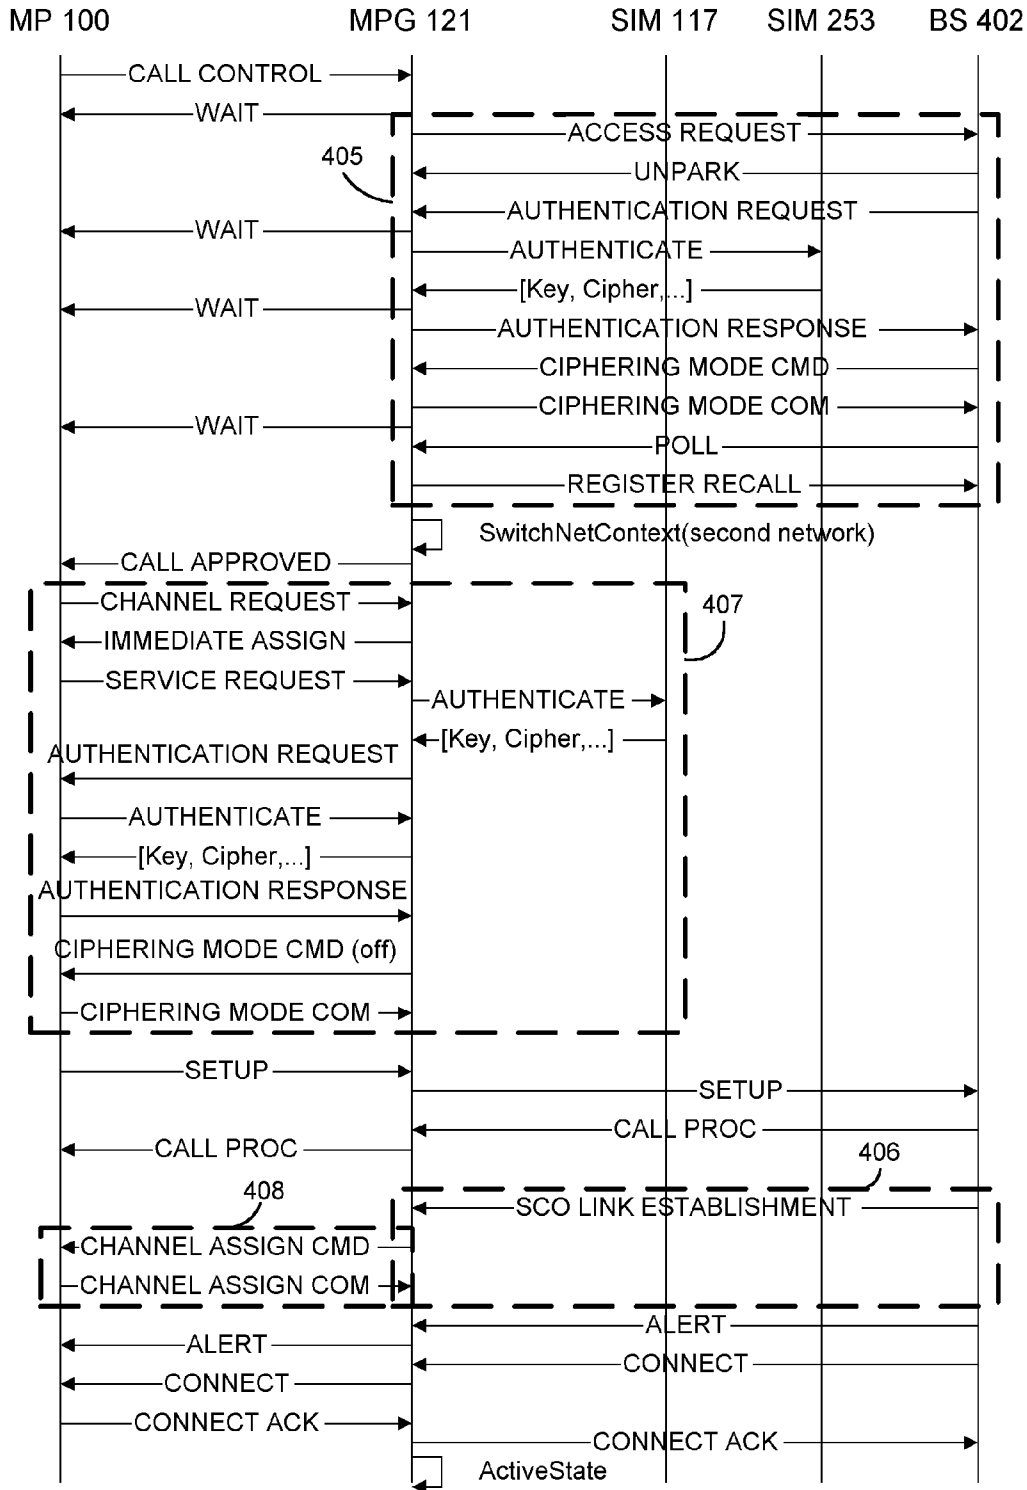 MP 100 MPG 121 SIM 117 SIM 253 BS 402
CALL CONTROL
WAIT
ACCESS REQUEST
405
UNPARK
AUTHENTICATION REQUEST
WAIT
AUTHENTICATE
[Key, Cipher,...]
WAIT
AUTHENTICATION RESPONSE
CIPHERING MODE CMD
CIPHERING MODE COM
WAIT
POLL
REGISTER RECALL
SwitchNetContext(second network)
CALL APPROVED
CHANNEL REQUEST
407
IMMEDIATE ASSIGN
SERVICE REQUEST
AUTHENTICATE
[Key, Cipher,...]
AUTHENTICATION REQUEST
AUTHENTICATE
[Key, Cipher,...]
AUTHENTICATION RESPONSE
CIPHERING MODE CMD (off)
CIPHERING MODE COM
SETUP
SETUP
CALL PROC
CALL PROC
406
408
SCO LINK ESTABLISHMENT
CHANNEL ASSIGN CMD
CHANNEL ASSIGN COM
ALERT
ALERT
CONNECT
CONNECT
CONNECT ACK
CONNECT ACK
ActiveState